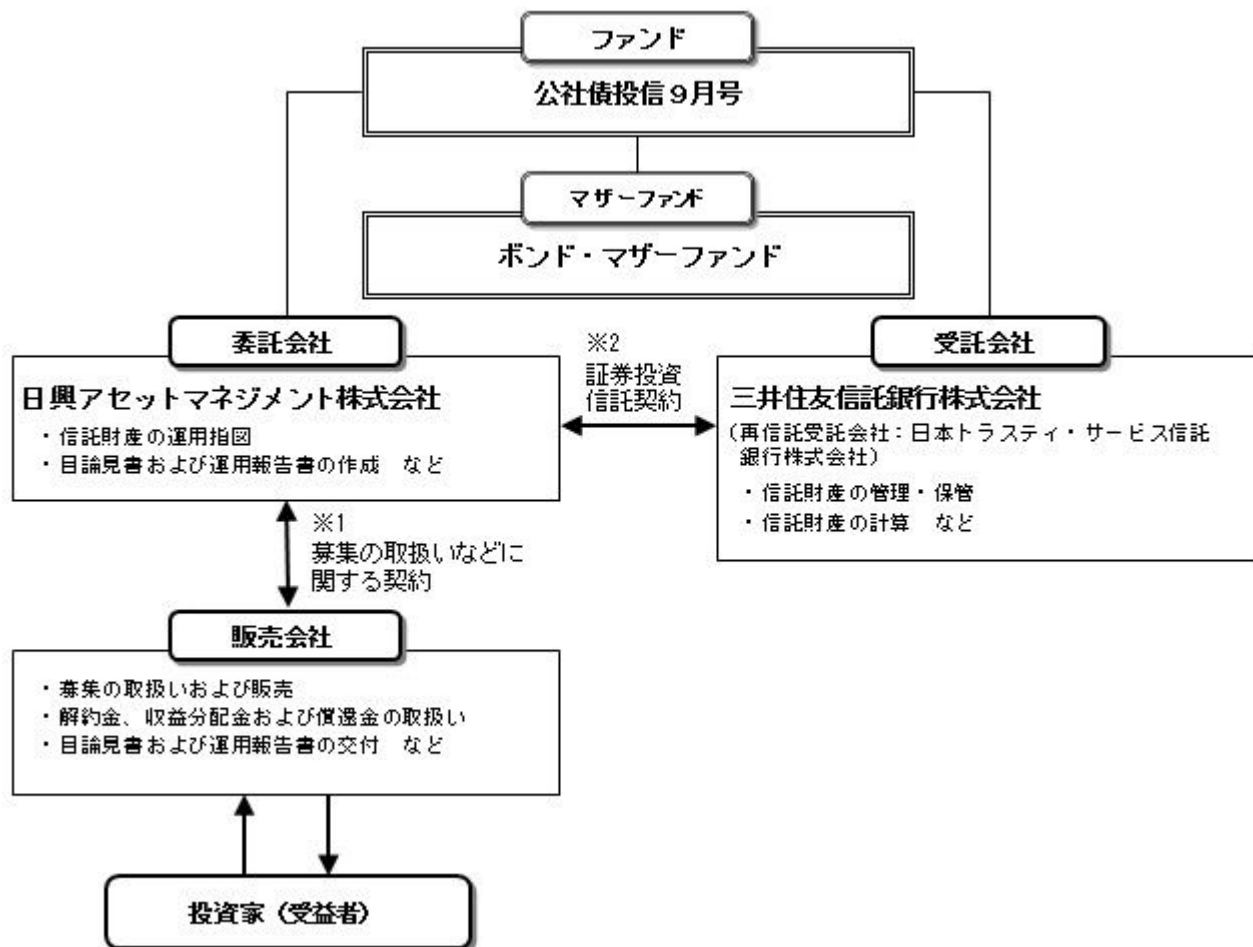 ファンド
公社債投信9月号
マザーファンド
ボンド・マザーファンド
委託会社
日興アセットマネジメント株式会社
・信託財産の運用指図
・目論見書および運用報告書の作成 など
※2
証券投資
信託契約
受託会社
三井住友信託銀行株式会社
(再信託受託会社:日本トラスティ・サービス信託
銀行株式会社)
・信託財産の管理・保管
・信託財産の計算 など
※1
募集の取扱いなどに
関する契約
販売会社
・募集の取扱いおよび販売
・解約金、収益分配金および償還金の取扱い
・目論見書および運用報告書の交付 など
投資家(受益者)